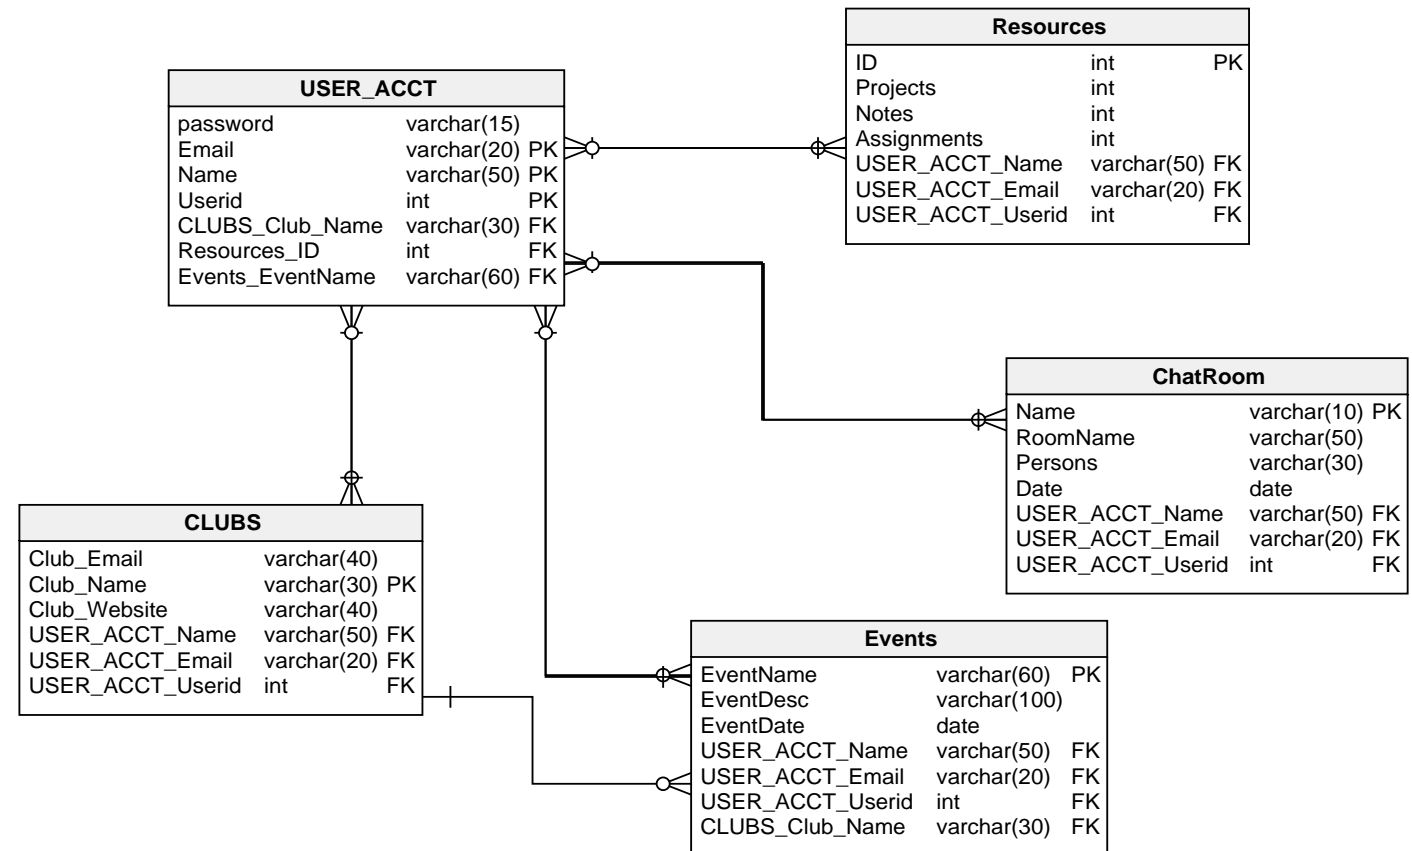 Resources
ID int PK
Projects int
Notes int
Assignments int
USER_ACCT_Name varchar(50) FK
USER_ACCT_Email varchar(20) FK
USER_ACCT_Userid int FK
USER_ACCT
password varchar(15)
Email varchar(20) PK
Name varchar(50) PK
Userid int PK
CLUBS_Club_Name varchar(30) FK
Resources_ID int FK
Events_EventName varchar(60) FK
ChatRoom
Name varchar(10) PK
RoomName varchar(50)
Persons varchar(30)
Date date
USER_ACCT_Name varchar(50) FK
USER_ACCT_Email varchar(20) FK
USER_ACCT_Userid int FK
CLUBS
Club_Email varchar(40)
Club_Name varchar(30) PK
Club_Website varchar(40)
USER_ACCT_Name varchar(50) FK
USER_ACCT_Email varchar(20) FK
USER_ACCT_Userid int FK
Events
EventName varchar(60) PK
EventDesc varchar(100)
EventDate date
USER_ACCT_Name varchar(50) FK
USER_ACCT_Email varchar(20) FK
USER_ACCT_Userid int FK
CLUBS_Club_Name varchar(30) FK